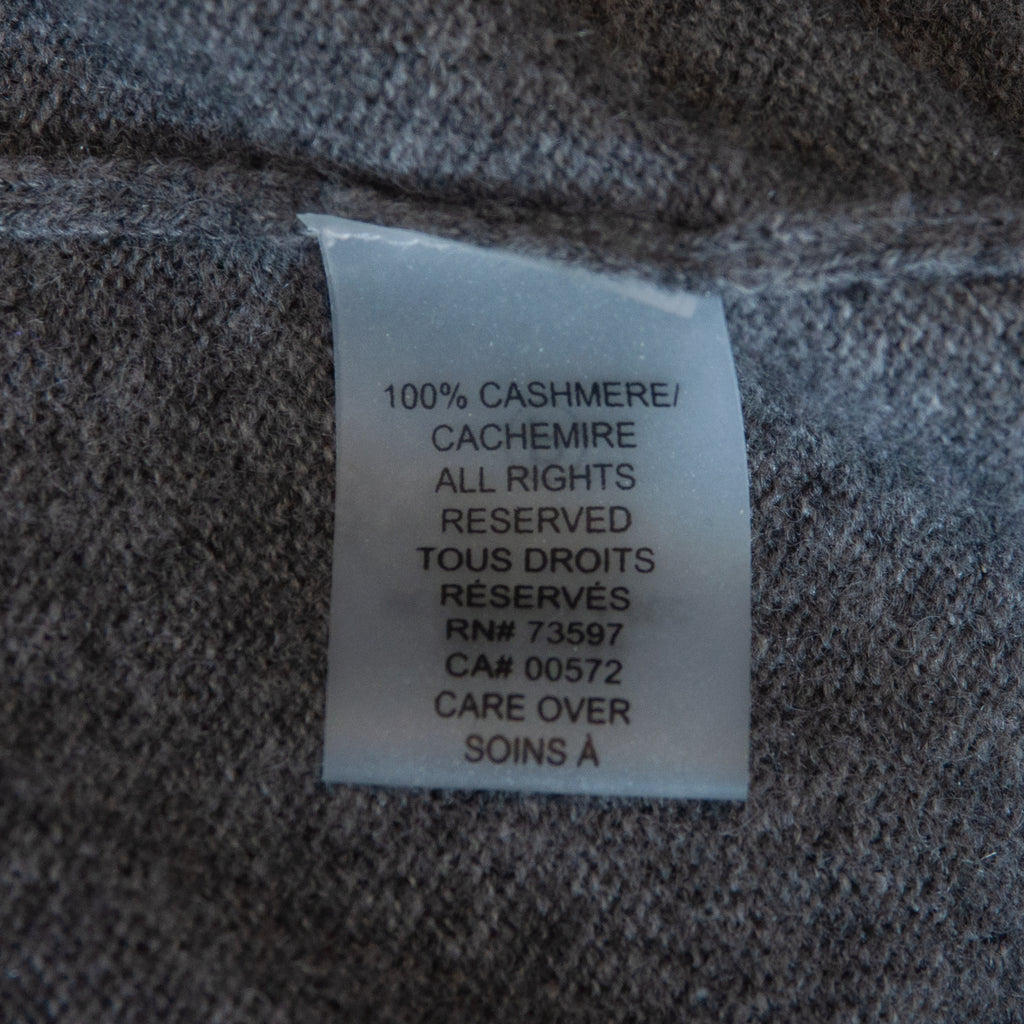 100% CASHMERE/
CACHEMIRE
ALL RIGHTS
RESERVED
TOUS DROITS
RÉSERVÉS
RN# 73597
CA# 00572
CARE OVER
SOINS À